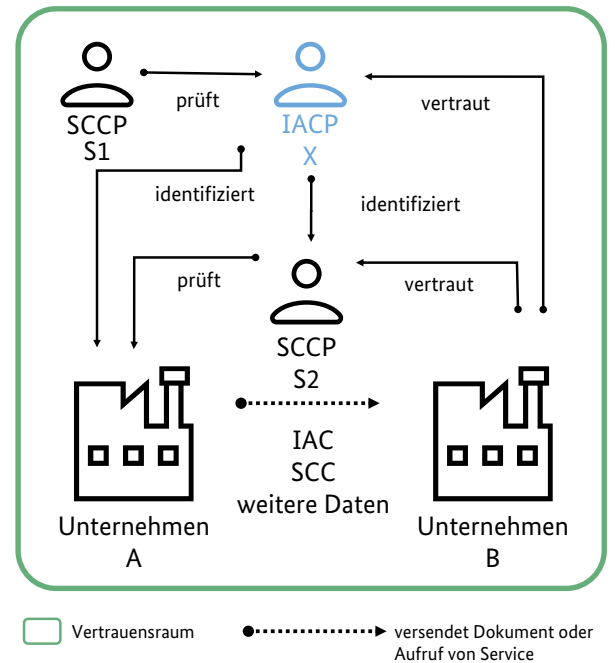 SCCP
S1
prüft
IACP
X
vertraut
identifiziert
identifiziert
prüft
vertraut
SCCP
S2
IAC
SCC
weitere Daten
Unternehmen
A
Unternehmen
B
Vertrauensraum
versendet Dokument oder
Aufruf von Service